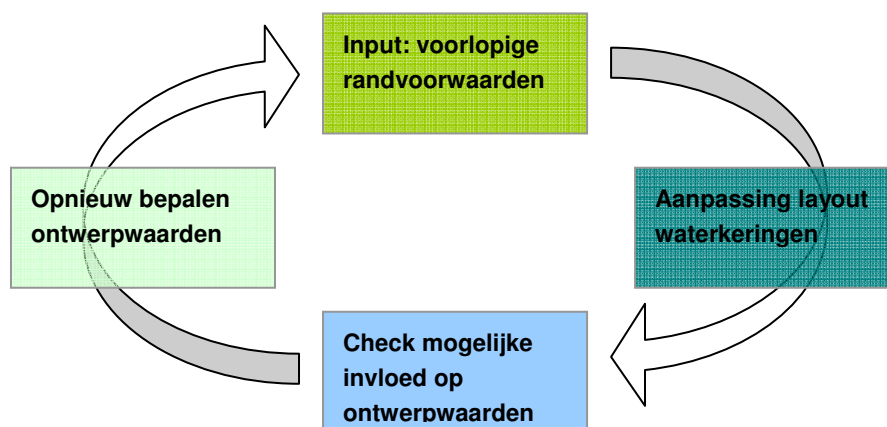 Input: voorlopige
randvoorwaarden
Aanpassing layout
waterkeringen
Check mogelijke
invloed op
ontwerpwaarden
Opnieuw bepalen
ontwerpwaarden